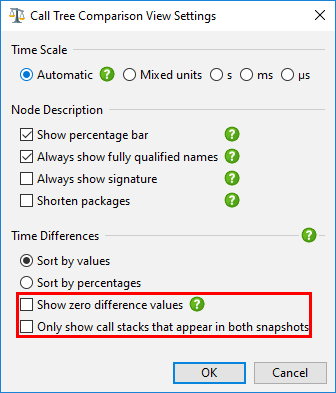 Call Tree Comparison View Settings
Time Scale
Automatic ? Mixed units s ms µs
Node Description
Show percentage bar ?
Always show fully qualified names ?
Always show signature ?
Shorten packages ?
Time Differences ?
Sort by values
Sort by percentages
Show zero difference values ?
Only show call stacks that appear in both snapshots
OK Cancel